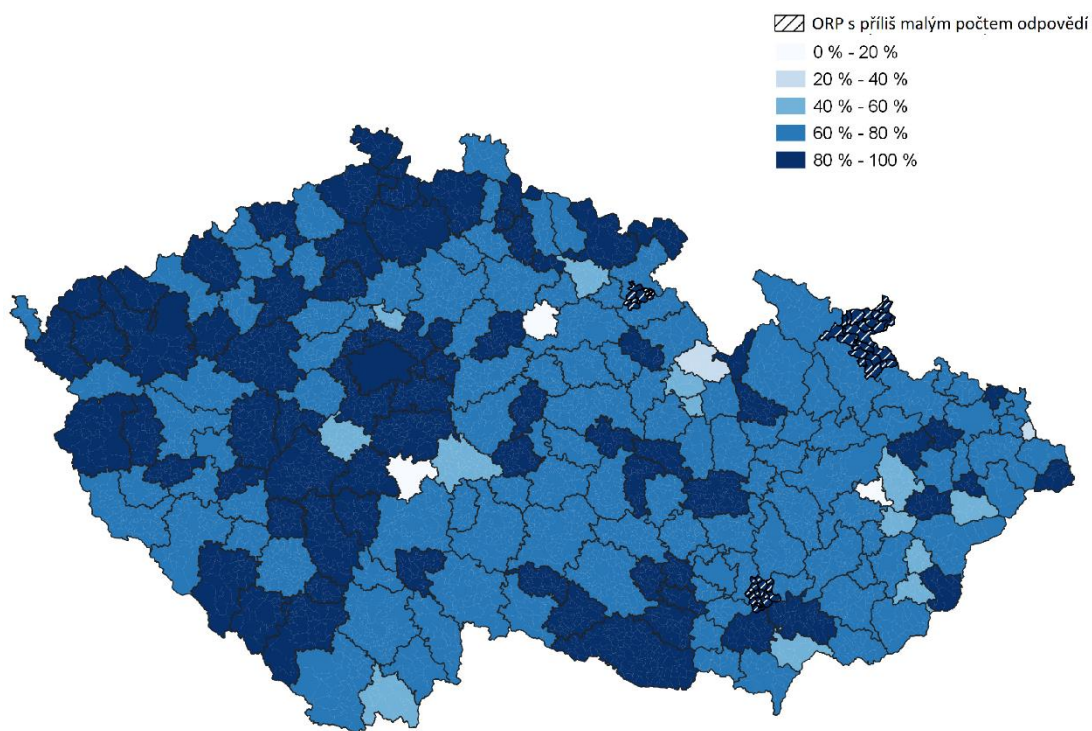 ORP s příliš malým počtem odpovědí
0 % - 20 %
20 % - 40 %
40 % - 60 %
60 % - 80 %
80 % - 100 %